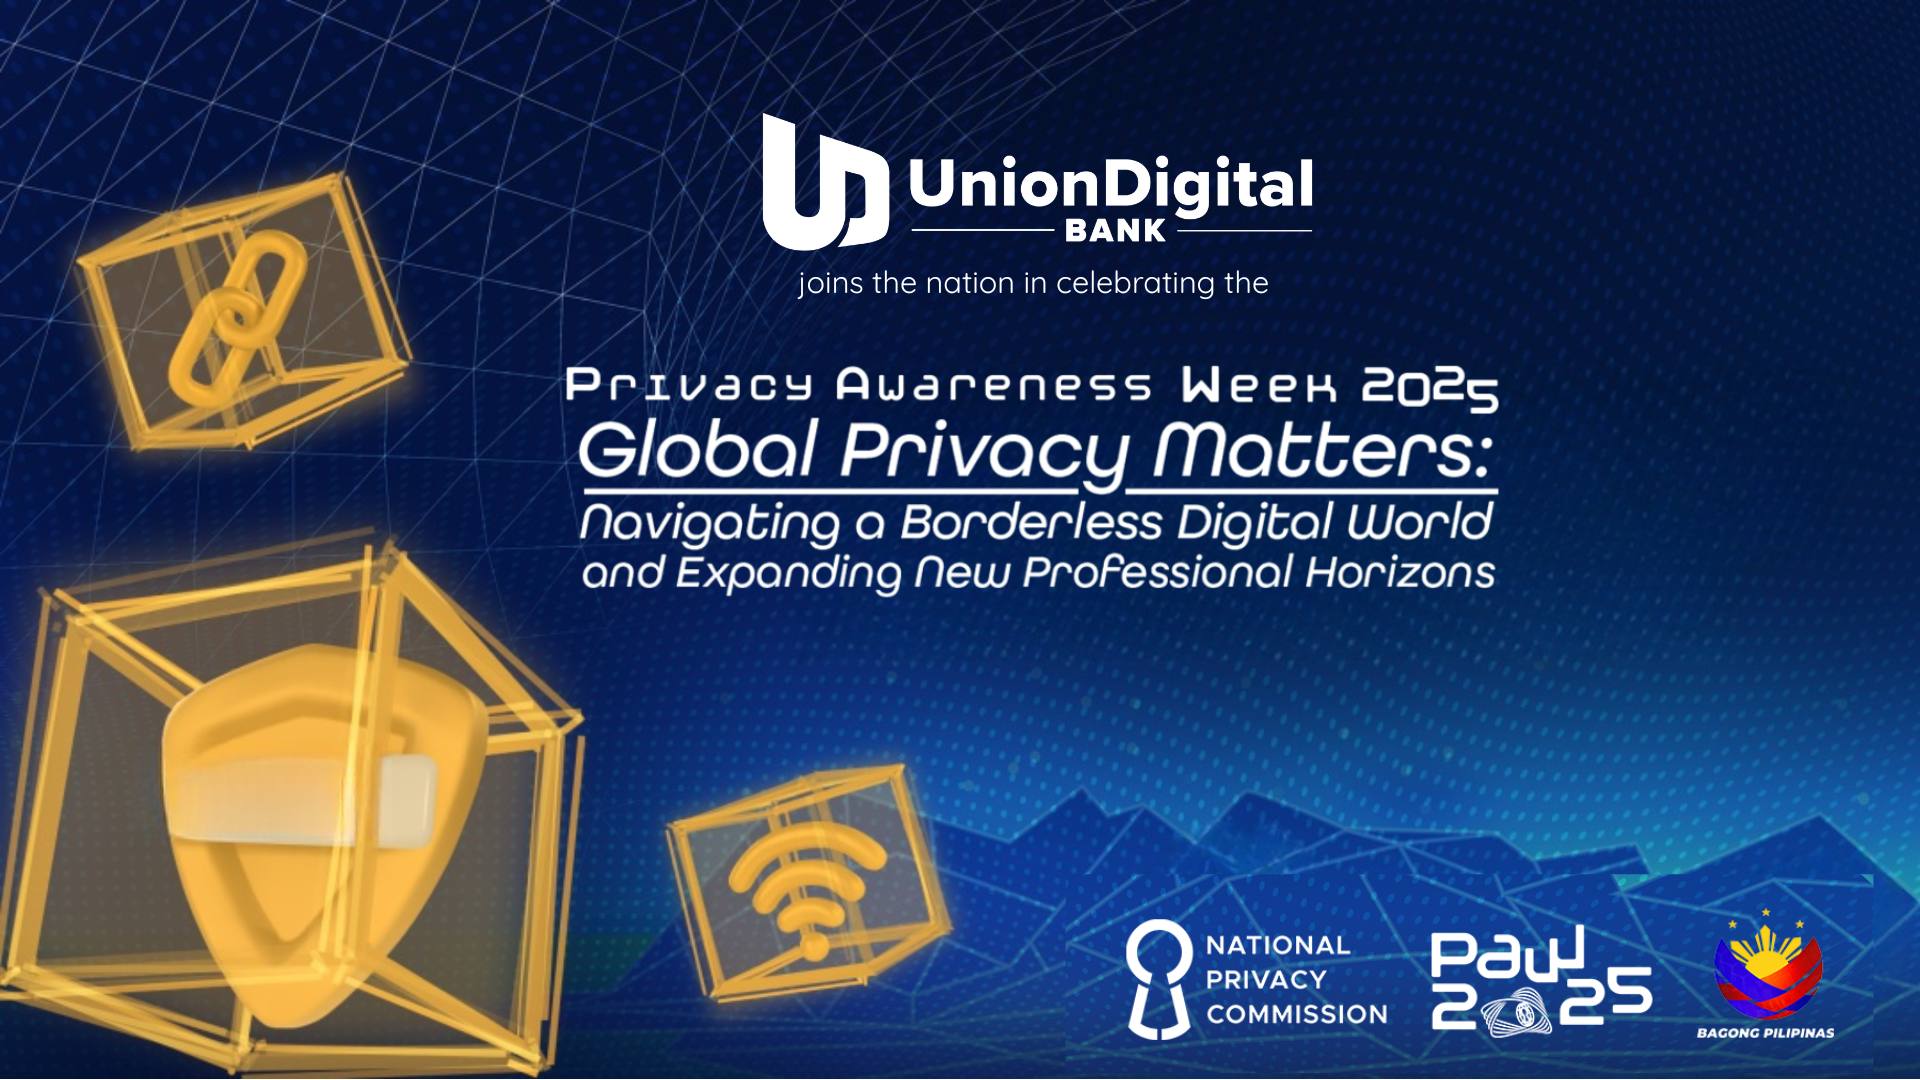 UnionDigital
BANK
joins the nation in celebrating the
Privacy Awareness Week 2025
Global Privacy Matters:
Navigating a Borderless Digital World
and Expanding New Professional Horizons
NATIONAL
PRIVACY
COMMISSION
PAW
2025
BAGONG PILIPINAS